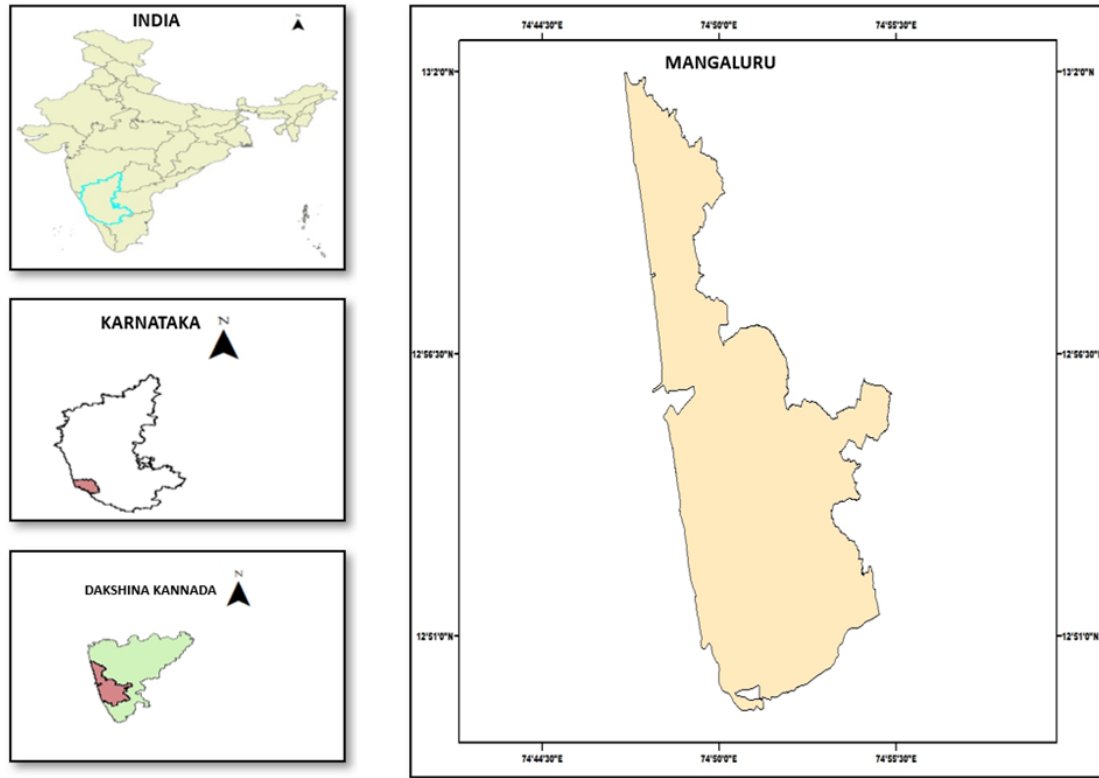 INDIA
N
KARNATAKA
N
DAKSHINA KANNADA
N
74°44'30"E 74°50'0"E 74°55'30"E
MANGALURU
13°2'0"N 13°2'0"N
12°56'30"N 12°56'30"N
12°51'0"N 12°51'0"N
74°44'30"E 74°50'0"E 74°55'30"E